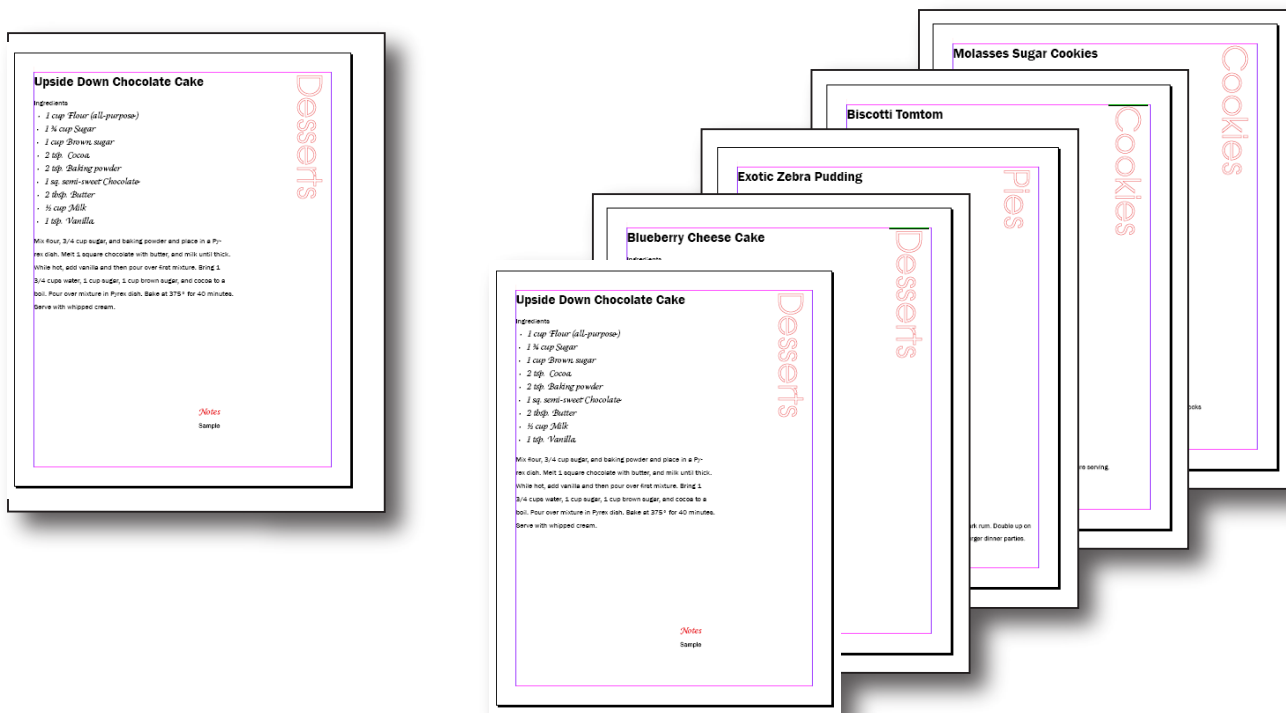 Upside Down Chocolate Cake
Desserts
Ingredients
· 1 cup Flour (all-purpose)
· 1 ¾ cup Sugar
· 1 cup Brown sugar
· 2 tsp. Cocoa
· 2 tsp. Baking powder
· 1 sq. semi-sweet Chocolate
· 2 tbsp. Butter
· ½ cup Milk
· 1 tsp. Vanilla
Mix flour, 3/4 cup sugar, and baking powder and place in a Py-
rex dish. Melt 1 square chocolate with butter, and milk until thick.
While hot, add vanilla and then pour over first mixture. Bring 1
3/4 cups water, 1 cup sugar, 1 cup brown sugar, and cocoa to a
boil. Pour over mixture in Pyrex dish. Bake at 375° for 40 minutes.
Serve with whipped cream.
Notes
Sample
Molasses Sugar Cookies
Cookies
ocks
Biscotti Tomtom
Cookies
re serving.
Exotic Zebra Pudding
Pies
ark rum. Double up on
arger dinner parties.
Blueberry Cheese Cake
Desserts
Ingredients
Upside Down Chocolate Cake
Desserts
Ingredients
· 1 cup Flour (all-purpose)
· 1 ¾ cup Sugar
· 1 cup Brown sugar
· 2 tsp. Cocoa
· 2 tsp. Baking powder
· 1 sq. semi-sweet Chocolate
· 2 tbsp. Butter
· ½ cup Milk
· 1 tsp. Vanilla
Mix flour, 3/4 cup sugar, and baking powder and place in a Py-
rex dish. Melt 1 square chocolate with butter, and milk until thick.
While hot, add vanilla and then pour over first mixture. Bring 1
3/4 cups water, 1 cup sugar, 1 cup brown sugar, and cocoa to a
boil. Pour over mixture in Pyrex dish. Bake at 375° for 40 minutes.
Serve with whipped cream.
Notes
Sample